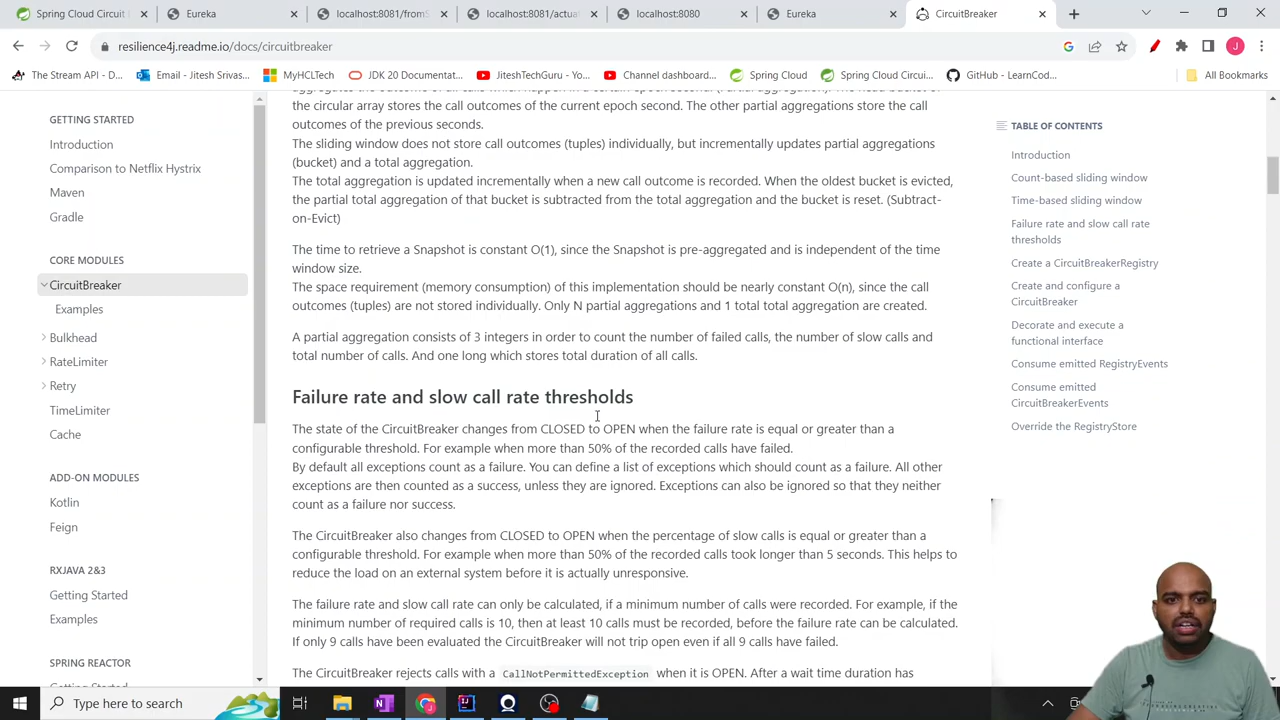 Spring Cloud Circuit
Eureka
localhost:8081/fromS
localhost:8081/actua
localhost:8080
Eureka
CircuitBreaker
resilience4j.readme.io/docs/circuitbreaker
J
The Stream API - D...
Email - Jitesh Srivas...
MyHCLTech
JDK 20 Documentat...
JiteshTechGuru - Yo...
Channel dashboard...
Spring Cloud
Spring Cloud Circui...
GitHub - LearnCod...
All Bookmarks
GETTING STARTED
Introduction
Comparison to Netflix Hystrix
Maven
Gradle
CORE MODULES
CircuitBreaker
Examples
Bulkhead
RateLimiter
Retry
TimeLimiter
Cache
ADD-ON MODULES
Kotlin
Feign
RXJAVA 2&3
Getting Started
Examples
SPRING REACTOR
Getting Started
aggregates the outcome of all calls which happen in a certain epoch second. (Partial aggregation). The head bucket of
the circular array stores the call outcomes of the current epoch second. The other partial aggregations store the call
outcomes of the previous seconds.
The sliding window does not store call outcomes (tuples) individually, but incrementally updates partial aggregations
(bucket) and a total aggregation.
The total aggregation is updated incrementally when a new call outcome is recorded. When the oldest bucket is evicted,
the partial total aggregation of that bucket is subtracted from the total aggregation and the bucket is reset. (Subtract-
on-Evict)
The time to retrieve a Snapshot is constant O(1), since the Snapshot is pre-aggregated and is independent of the time
window size.
The space requirement (memory consumption) of this implementation should be nearly constant O(n), since the call
outcomes (tuples) are not stored individually. Only N partial aggregations and 1 total total aggregation are created.
A partial aggregation consists of 3 integers in order to count the number of failed calls, the number of slow calls and
total number of calls. And one long which stores total duration of all calls.
Failure rate and slow call rate thresholds
The state of the CircuitBreaker changes from CLOSED to OPEN when the failure rate is equal or greater than a
configurable threshold. For example when more than 50% of the recorded calls have failed.
By default all exceptions count as a failure. You can define a list of exceptions which should count as a failure. All other
exceptions are then counted as a success, unless they are ignored. Exceptions can also be ignored so that they neither
count as a failure nor success.
The CircuitBreaker also changes from CLOSED to OPEN when the percentage of slow calls is equal or greater than a
configurable threshold. For example when more than 50% of the recorded calls took longer than 5 seconds. This helps to
reduce the load on an external system before it is actually unresponsive.
The failure rate and slow call rate can only be calculated, if a minimum number of calls were recorded. For example, if the
minimum number of required calls is 10, then at least 10 calls must be recorded, before the failure rate can be calculated.
If only 9 calls have been evaluated the CircuitBreaker will not trip open even if all 9 calls have failed.
The CircuitBreaker rejects calls with a CallNotPermittedException when it is OPEN. After a wait time duration has
TABLE OF CONTENTS
Introduction
Count-based sliding window
Time-based sliding window
Failure rate and slow call rate
thresholds
Create a CircuitBreakerRegistry
Create and configure a
CircuitBreaker
Decorate and execute a
functional interface
Consume emitted RegistryEvents
Consume emitted
CircuitBreakerEvents
Override the RegistryStore
Type here to search